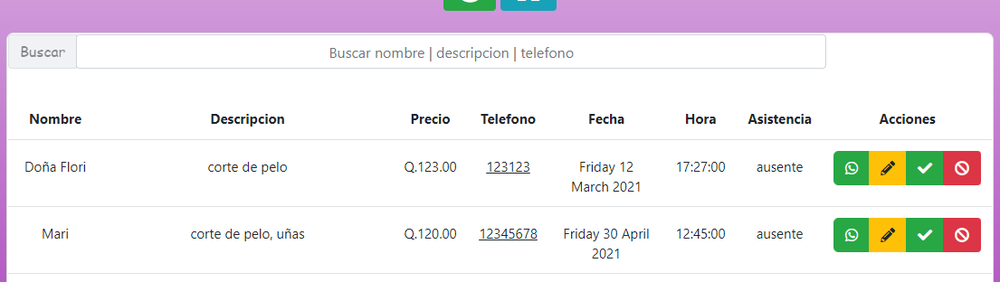 Buscar Buscar nombre | descripcion | telefono
Nombre Descripcion Precio Telefono Fecha Hora Asistencia Acciones
Doña Flori corte de pelo Q.123.00 123123 Friday 12 17:27:00 ausente
March 2021
Mari corte de pelo, uñas Q.120.00 12345678 Friday 30 April 12:45:00 ausente
2021